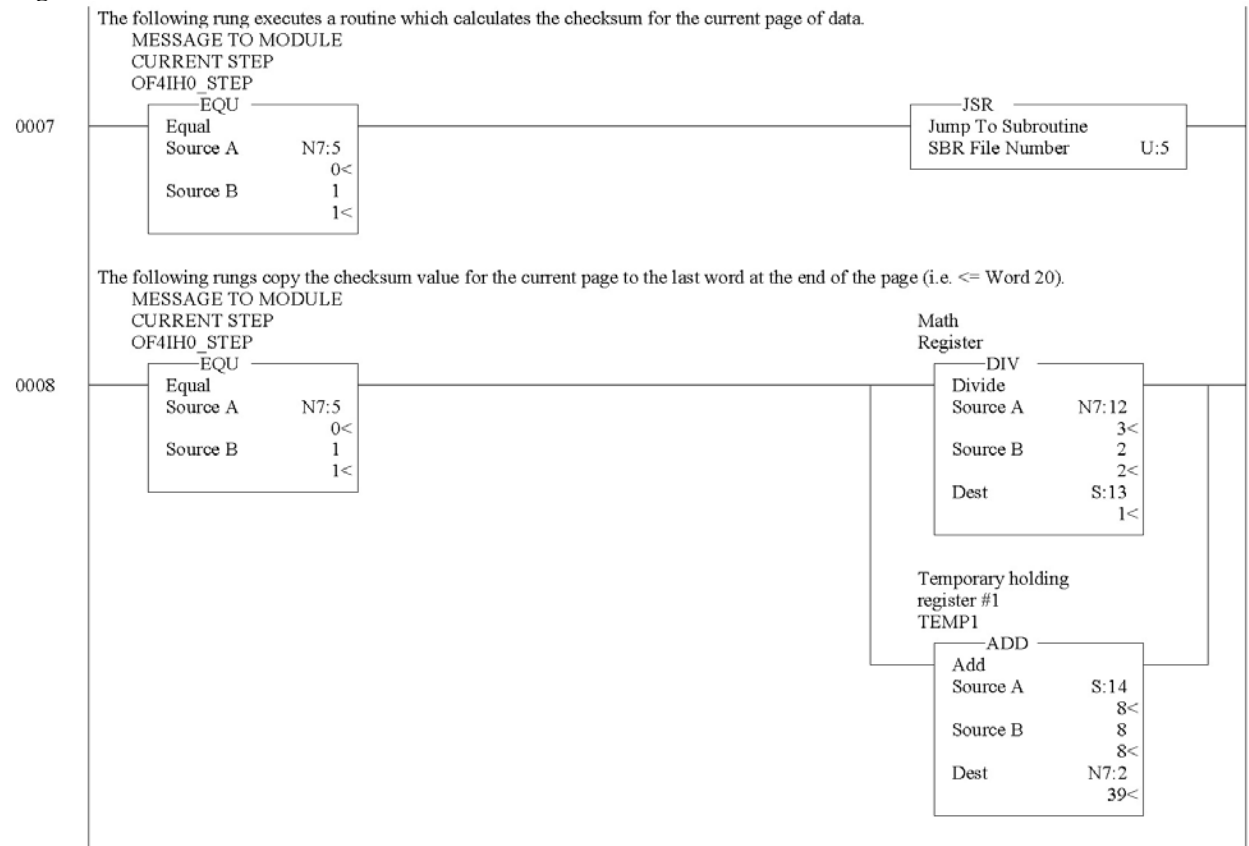 The following rung executes a routine which calculates the checksum for the current page of data.
MESSAGE TO MODULE
CURRENT STEP
OF4IH0_STEP
EQU
JSR
0007
Equal
Jump To Subroutine
Source A N7:5
SBR File Number U:5
0<
Source B 1
1<
The following rungs copy the checksum value for the current page to the last word at the end of the page (i.e. <= Word 20).
MESSAGE TO MODULE
CURRENT STEP
Math
OF4IH0_STEP
Register
EQU
DIV
0008
Equal
Divide
Source A N7:5
Source A N7:12
0<
3<
Source B 1
Source B 2
1<
2<
Dest S:13
1<
Temporary holding
register #1
TEMP1
ADD
Add
Source A S:14
8<
Source B 8
8<
Dest N7:2
39<